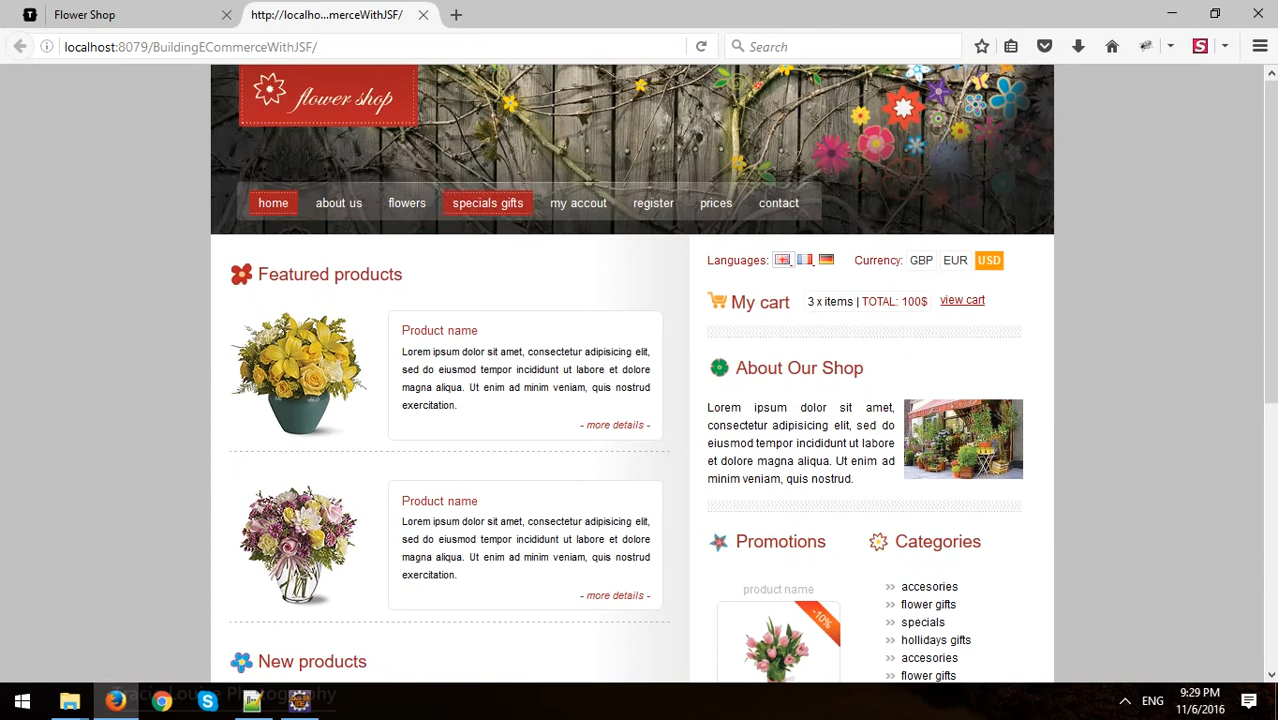 Flower Shop
http://localho...merceWithJSF/
localhost:8079/BuildingECommerceWithJSF/
Search
flower shop
home
about us
flowers
specials gifts
my accout
register
prices
contact
Featured products
Product name
Lorem ipsum dolor sit amet, consectetur adipisicing elit,
sed do eiusmod tempor incididunt ut labore et dolore
magna aliqua. Ut enim ad minim veniam, quis nostrud
exercitation.
- more details -
Product name
Lorem ipsum dolor sit amet, consectetur adipisicing elit,
sed do eiusmod tempor incididunt ut labore et dolore
magna aliqua. Ut enim ad minim veniam, quis nostrud
exercitation.
- more details -
New products
Languages:
Currency: GBP EUR USD
My cart
3 x items | TOTAL: 100$
view cart
About Our Shop
Lorem ipsum dolor sit amet,
consectetur adipisicing elit, sed do
eiusmod tempor incididunt ut labore
et dolore magna aliqua. Ut enim ad
minim veniam, quis nostrud.
Promotions
product name
-10%
Categories
accesories
flower gifts
specials
hollidays gifts
accesories
flower gifts
Tracie Louise Photography
ENG
9:29 PM
11/6/2016